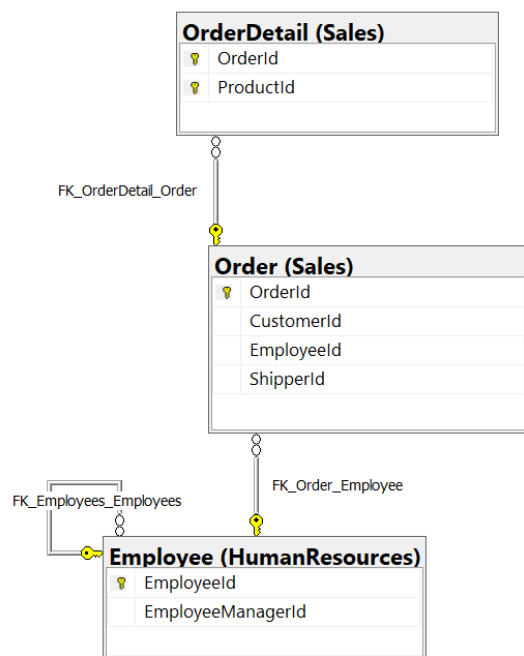 OrderDetail (Sales)
OrderId
ProductId
FK_OrderDetail_Order
Order (Sales)
OrderId
CustomerId
EmployeeId
ShipperId
FK_Order_Employee
FK_Employees_Employees
Employee (HumanResources)
EmployeeId
EmployeeManagerId